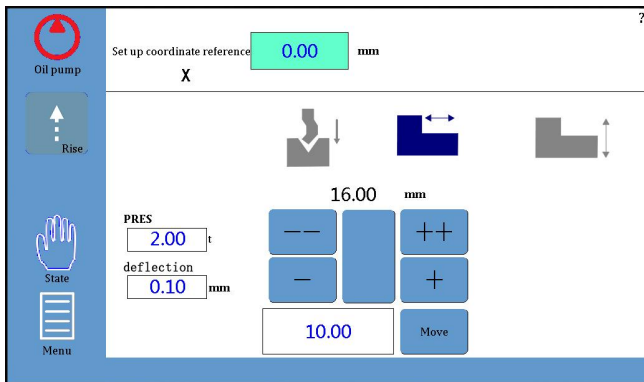 ?
Oil pump
Set up coordinate reference 0.00 mm
X
Rise
16.00 mm
PRES
2.00 t
-- ++
deflection
0.10 mm
- +
State
10.00 Move
Menu